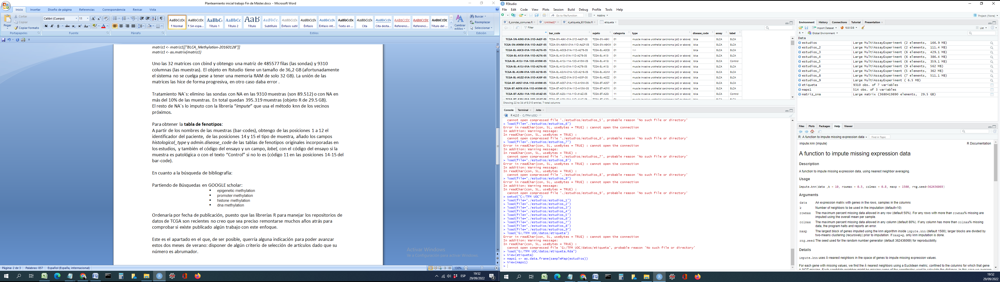 Planteamiento inicial trabajo Fin de Máster.docx - Microsoft Word
Inicio Insertar Diseño de página Referencias Correspondencia Revisar Vista
Pegar
Cortar
Copiar
Copiar formato
Portapapeles
Calibri (Cuerpo) 11
Fuente
Párrafo
AaBbCcDc AaBbCcDc AaBbC AaBbCc AaB AaBbCc. AaBbCcDc AaBbCcDc AaBbCcDc AaBbCcDc AaBbCcDc AaBbCcDc AABBCCDD AABBCCDD AABBCCDD
¶ Normal ¶ Sin espa... Título 1 Título 2 Título Subtítulo Énfasis sutil Énfasis Énfasis int... Texto en ... Cita Cita desta... Referenci... Referenci... Título del ...
Estilos
Cambiar estilos
Buscar
Reemplazar
Seleccionar
Edición
matriz1 <- matriz1[["BLCA_Methylation-20160128"]]
matriz1 <- as.matrix(matriz1)
Uno las 32 matrices con cbind y obtengo una matriz de 485577 filas (las sondas) y 9310
columnas (las muestras). El objeto en Rstudio tiene un tamaño de 36,2 GB (afortunadamente
el sistema no se cuelga pese a tener una memoria RAM de solo 32 GB). La unión de las
matrices las hice de forma progresiva, en otro caso daba error .
Tratamiento NA´s: elimino las sondas con NA en las 9310 muestras (son 89.512) o con NA en
más del 10% de las muestras. En total quedan 395.319 muestras (objeto R de 29.5 GB).
El resto de NA´s lo imputo con la librería “impute” que usa el método knn de los vecinos
próximos.
Para obtener la tabla de fenotipos:
A partir de los nombres de las muestras (bar-codes), obtengo de las posiciones 1 a 12 el
identificador del paciente, de las posiciones 14 y 15 el tipo de muestra, añado los campos
histological_type y admin.disease_code de las tablas de fenotipos originales incorporadas en
los estudios, y también el código del ensayo y un campo, label, con el código del ensayo si la
muestra es patológica o con el texto “Control” si no lo es (código 11 en las posiciones 14-15 del
bar-code).
En cuanto a la búsqueda de bibliografía:
Partiendo de Búsquedas en GOOGLE scholar:
▪ epigenetic methylation
▪ promoter methylation
▪ histone methylation
▪ dna methylation
Ordenaría por fecha de publicación, puesto que las librerías R para manejar los repositorios de
datos de TCGA son recientes no creo que sea preciso remontarse muchos años atrás para
comprobar si existe publicado algún trabajo con este enfoque.
Este es el apartado en el que, de ser posible, querría alguna indicación para poder avanzar
estos dos meses de verano: disponer de algún criterio de selección de artículos dado que su
número es abrumador.
Activar Windows
Ve a Configuración para activar Windows.
Página: 2 de 3 Palabras: 857 Español (España, internacional)
130%
ESP
19:52
29/09/2022
RStudio
File Edit Code View Plots Session Build Debug Profile Tools Help
Go to file/function Addins
Project: (None)
8_sondas_comunes.R Untitled2* 4_etiqueta_9310obs.R etiqueta
Filter
bar_code sujeto categoria type disease_code assay label
TCGA-5N-A9KI-01A-31D-A42F-05 TCGA-5N-A9KI-01A-31D-A42F-05 TCGA-5N-A9KI 01 muscle invasive urothelial carcinoma (pt2 or above) blca BLCA BLCA
TCGA-5N-A9KM-01A-11D-A42F-05 TCGA-5N-A9KM-01A-11D-A42F-05 TCGA-5N-A9KM 01 muscle invasive urothelial carcinoma (pt2 or above) blca BLCA BLCA
TCGA-BL-A0C8-01A-11D-A276-05 TCGA-BL-A0C8-01A-11D-A276-05 TCGA-BL-A0C8 01 NA blca BLCA BLCA
TCGA-BL-A13I-01A-11D-A276-05 TCGA-BL-A13I-01A-11D-A276-05 TCGA-BL-A13I 01 muscle invasive urothelial carcinoma (pt2 or above) blca BLCA BLCA
TCGA-BL-A13J-11A-13D-A10W-05 TCGA-BL-A13J-11A-13D-A10W-05 TCGA-BL-A13J 11 muscle invasive urothelial carcinoma (pt2 or above) blca BLCA Control
TCGA-BL-A13J-01A-11D-A276-05 TCGA-BL-A13J-01A-11D-A276-05 TCGA-BL-A13J 01 muscle invasive urothelial carcinoma (pt2 or above) blca BLCA BLCA
TCGA-BL-A3JM-01A-12D-A21B-05 TCGA-BL-A3JM-01A-12D-A21B-05 TCGA-BL-A3JM 01 muscle invasive urothelial carcinoma (pt2 or above) blca BLCA BLCA
TCGA-BL-A5ZZ-01A-31D-A30F-05 TCGA-BL-A5ZZ-01A-31D-A30F-05 TCGA-BL-A5ZZ 01 muscle invasive urothelial carcinoma (pt2 or above) blca BLCA BLCA
TCGA-BT-A0S7-01A-11D-A10W-05 TCGA-BT-A0S7-01A-11D-A10W-05 TCGA-BT-A0S7 01 muscle invasive urothelial carcinoma (pt2 or above) blca BLCA BLCA
TCGA-BT-A0YX-01A-11D-A10W-05 TCGA-BT-A0YX-01A-11D-A10W-05 TCGA-BT-A0YX 01 muscle invasive urothelial carcinoma (pt2 or above) blca BLCA BLCA
TCGA-BT-A20J-11A-11D-A14Z-05 TCGA-BT-A20J-11A-11D-A14Z-05 TCGA-BT-A20J 11 muscle invasive urothelial carcinoma (pt2 or above) blca BLCA Control
Showing 22 to 34 of 9,310 entries, 7 total columns
Console Terminal Jobs
R 4.2.0 · C:/TFM UOC/
cannot open compressed file './estudios/estudios_5', probable reason 'No such file or directory'
> load(file="./estudios/estudios_6")
Error in readChar(con, 5L, useBytes = TRUE) : cannot open the connection
In addition: Warning message:
In readChar(con, 5L, useBytes = TRUE) :
cannot open compressed file './estudios/estudios_6', probable reason 'No such file or directory'
> load(file="./estudios/estudios_7")
Error in readChar(con, 5L, useBytes = TRUE) : cannot open the connection
In addition: Warning message:
In readChar(con, 5L, useBytes = TRUE) :
cannot open compressed file './estudios/estudios_7', probable reason 'No such file or directory'
> load(file="./estudios/estudios_8")
Error in readChar(con, 5L, useBytes = TRUE) : cannot open the connection
In addition: Warning message:
In readChar(con, 5L, useBytes = TRUE) :
cannot open compressed file './estudios/estudios_8', probable reason 'No such file or directory'
> load(file="./estudios/estudios_9")
Error in readChar(con, 5L, useBytes = TRUE) : cannot open the connection
In addition: Warning message:
In readChar(con, 5L, useBytes = TRUE) :
cannot open compressed file './estudios/estudios_9', probable reason 'No such file or directory'
> setwd("C:/TFM UOC")
> load(file="./estudios/estudios_1")
> load(file="./estudios/estudios_2")
> load(file="./estudios/estudios_3")
> load(file="./estudios/estudios_4")
> load(file="./estudios/estudios_5")
> load(file="./estudios/estudios_6")
> load(file="./estudios/estudios_7")
> load(file="./estudios/estudios_8")
> load(file="./estudios/estudios_9")
> load("G:/TFM UOC/datos/etiqueta")
Error in readChar(con, 5L, useBytes = TRUE) : cannot open the connection
In addition: Warning message:
In readChar(con, 5L, useBytes = TRUE) :
cannot open compressed file 'G:/TFM UOC/datos/etiqueta', probable reason 'No such file or directory'
> load("G:/TFM UOC/datos/etiqueta.Rda")
> View(etiqueta)
> maps1 <- as.data.frame(sampleMap(estudios))
> View(maps1)
>
Environment History Connections Tutorial Presentation
Import Dataset 18.8 GiB List
R Global Environment
Data
estudios Large MultiAssayExperiment (2 elements, 166.9 MB)
estudios_2 Large MultiAssayExperiment (2 elements, 111.4 MB)
estudios_3 Large MultiAssayExperiment (6 elements, 429.1 MB)
estudios_4 Large MultiAssayExperiment (6 elements, 386.4 MB)
estudios_5 Large MultiAssayExperiment (6 elements, 359.1 MB)
estudios_6 Large MultiAssayExperiment (9 elements, 562 MB)
estudios_7 Large MultiAssayExperiment (5 elements, 362 MB)
estudios_8 Large MultiAssayExperiment (7 elements, 511.1 MB)
estudios_9 Large MultiAssayExperiment ( 6.5 MB)
etiqueta 9310 obs. of 7 variables
maps1 514 obs. of 3 variables
matriz_sna Large matrix (3680419890 elements, 29.5 GB)
Files Plots Packages Help Viewer
R: A function to impute missing expression data Find in Topic
impute.knn {impute} R Documentation
A function to impute missing expression data
Description
A function to impute missing expression data, using nearest neighbor averaging.
Usage
impute.knn(data ,k = 10, rowmax = 0.5, colmax = 0.8, maxp = 1500, rng.seed=362436069)
Arguments
data An expression matrix with genes in the rows, samples in the columns
k Number of neighbors to be used in the imputation (default=10)
rowmax The maximum percent missing data allowed in any row (default 50%). For any rows with more than rowmax% missing are
imputed using the overall mean per sample.
colmax The maximum percent missing data allowed in any column (default 80%). If any column has more than colmax% missing
data, the program halts and reports an error.
maxp The largest block of genes imputed using the knn algorithm inside impute.knn (default 1500); larger blocks are divided by
two-means clustering (recursively) prior to imputation. If maxp=p, only knn imputation is done.
rng.seed The seed used for the random number generator (default 362436069) for reproducibility.
Details
impute.knn uses k-nearest neighbors in the space of genes to impute missing expression values.
For each gene with missing values, we find the k nearest neighbors using a Euclidean metric, confined to the columns for which that gene
19:52
29/09/2022